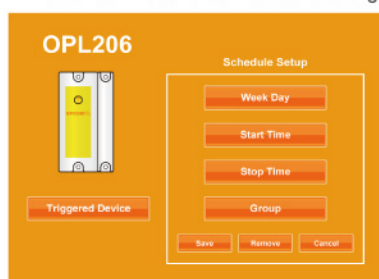 OPL206
Schedule Setup
Week Day
Start Time
Stop Time
Group
Triggered Device
Save
Remove
Cancel